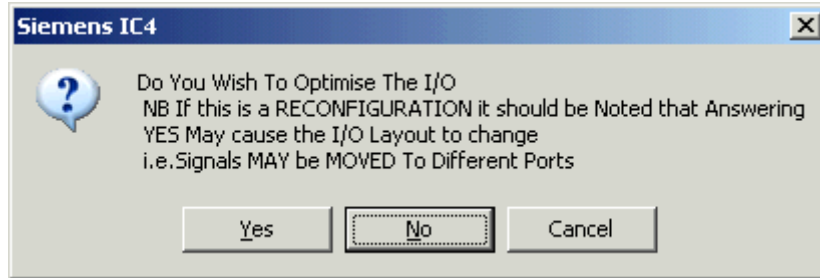 Siemens IC4
Do You Wish To Optimise The I/O
NB If this is a RECONFIGURATION it should be Noted that Answering
YES May cause the I/O Layout to change
i.e.Signals MAY be MOVED To Different Ports
Yes No Cancel